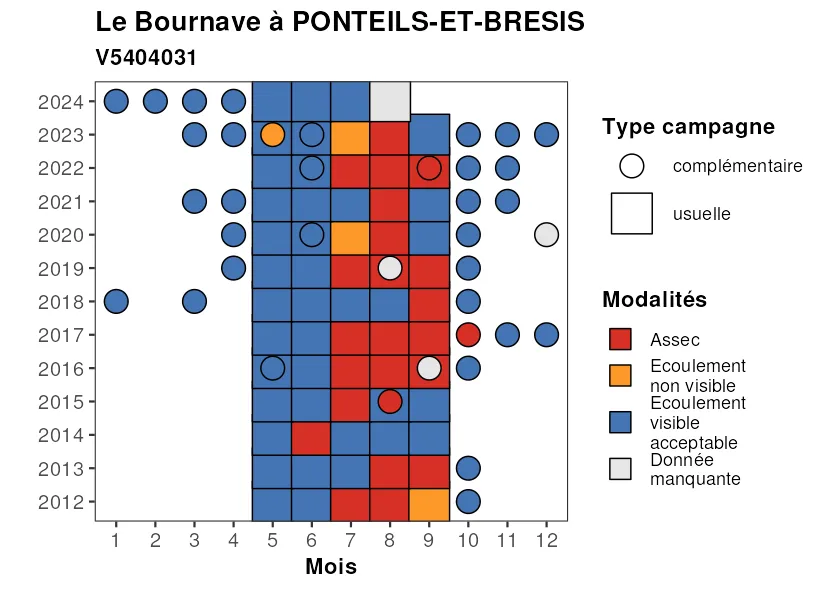 Le Bournave à PONTEILS-ET-BRESIS
V5404031
2024
2023
2022
2021
2020
2019
2018
2017
2016
2015
2014
2013
2012
1 2 3 4 5 6 7 8 9 10 11 12
Mois
Type campagne
complémentaire
usuelle
Modalités
Assec
Ecoulement
non visible
Ecoulement
visible
acceptable
Donnée
manquante